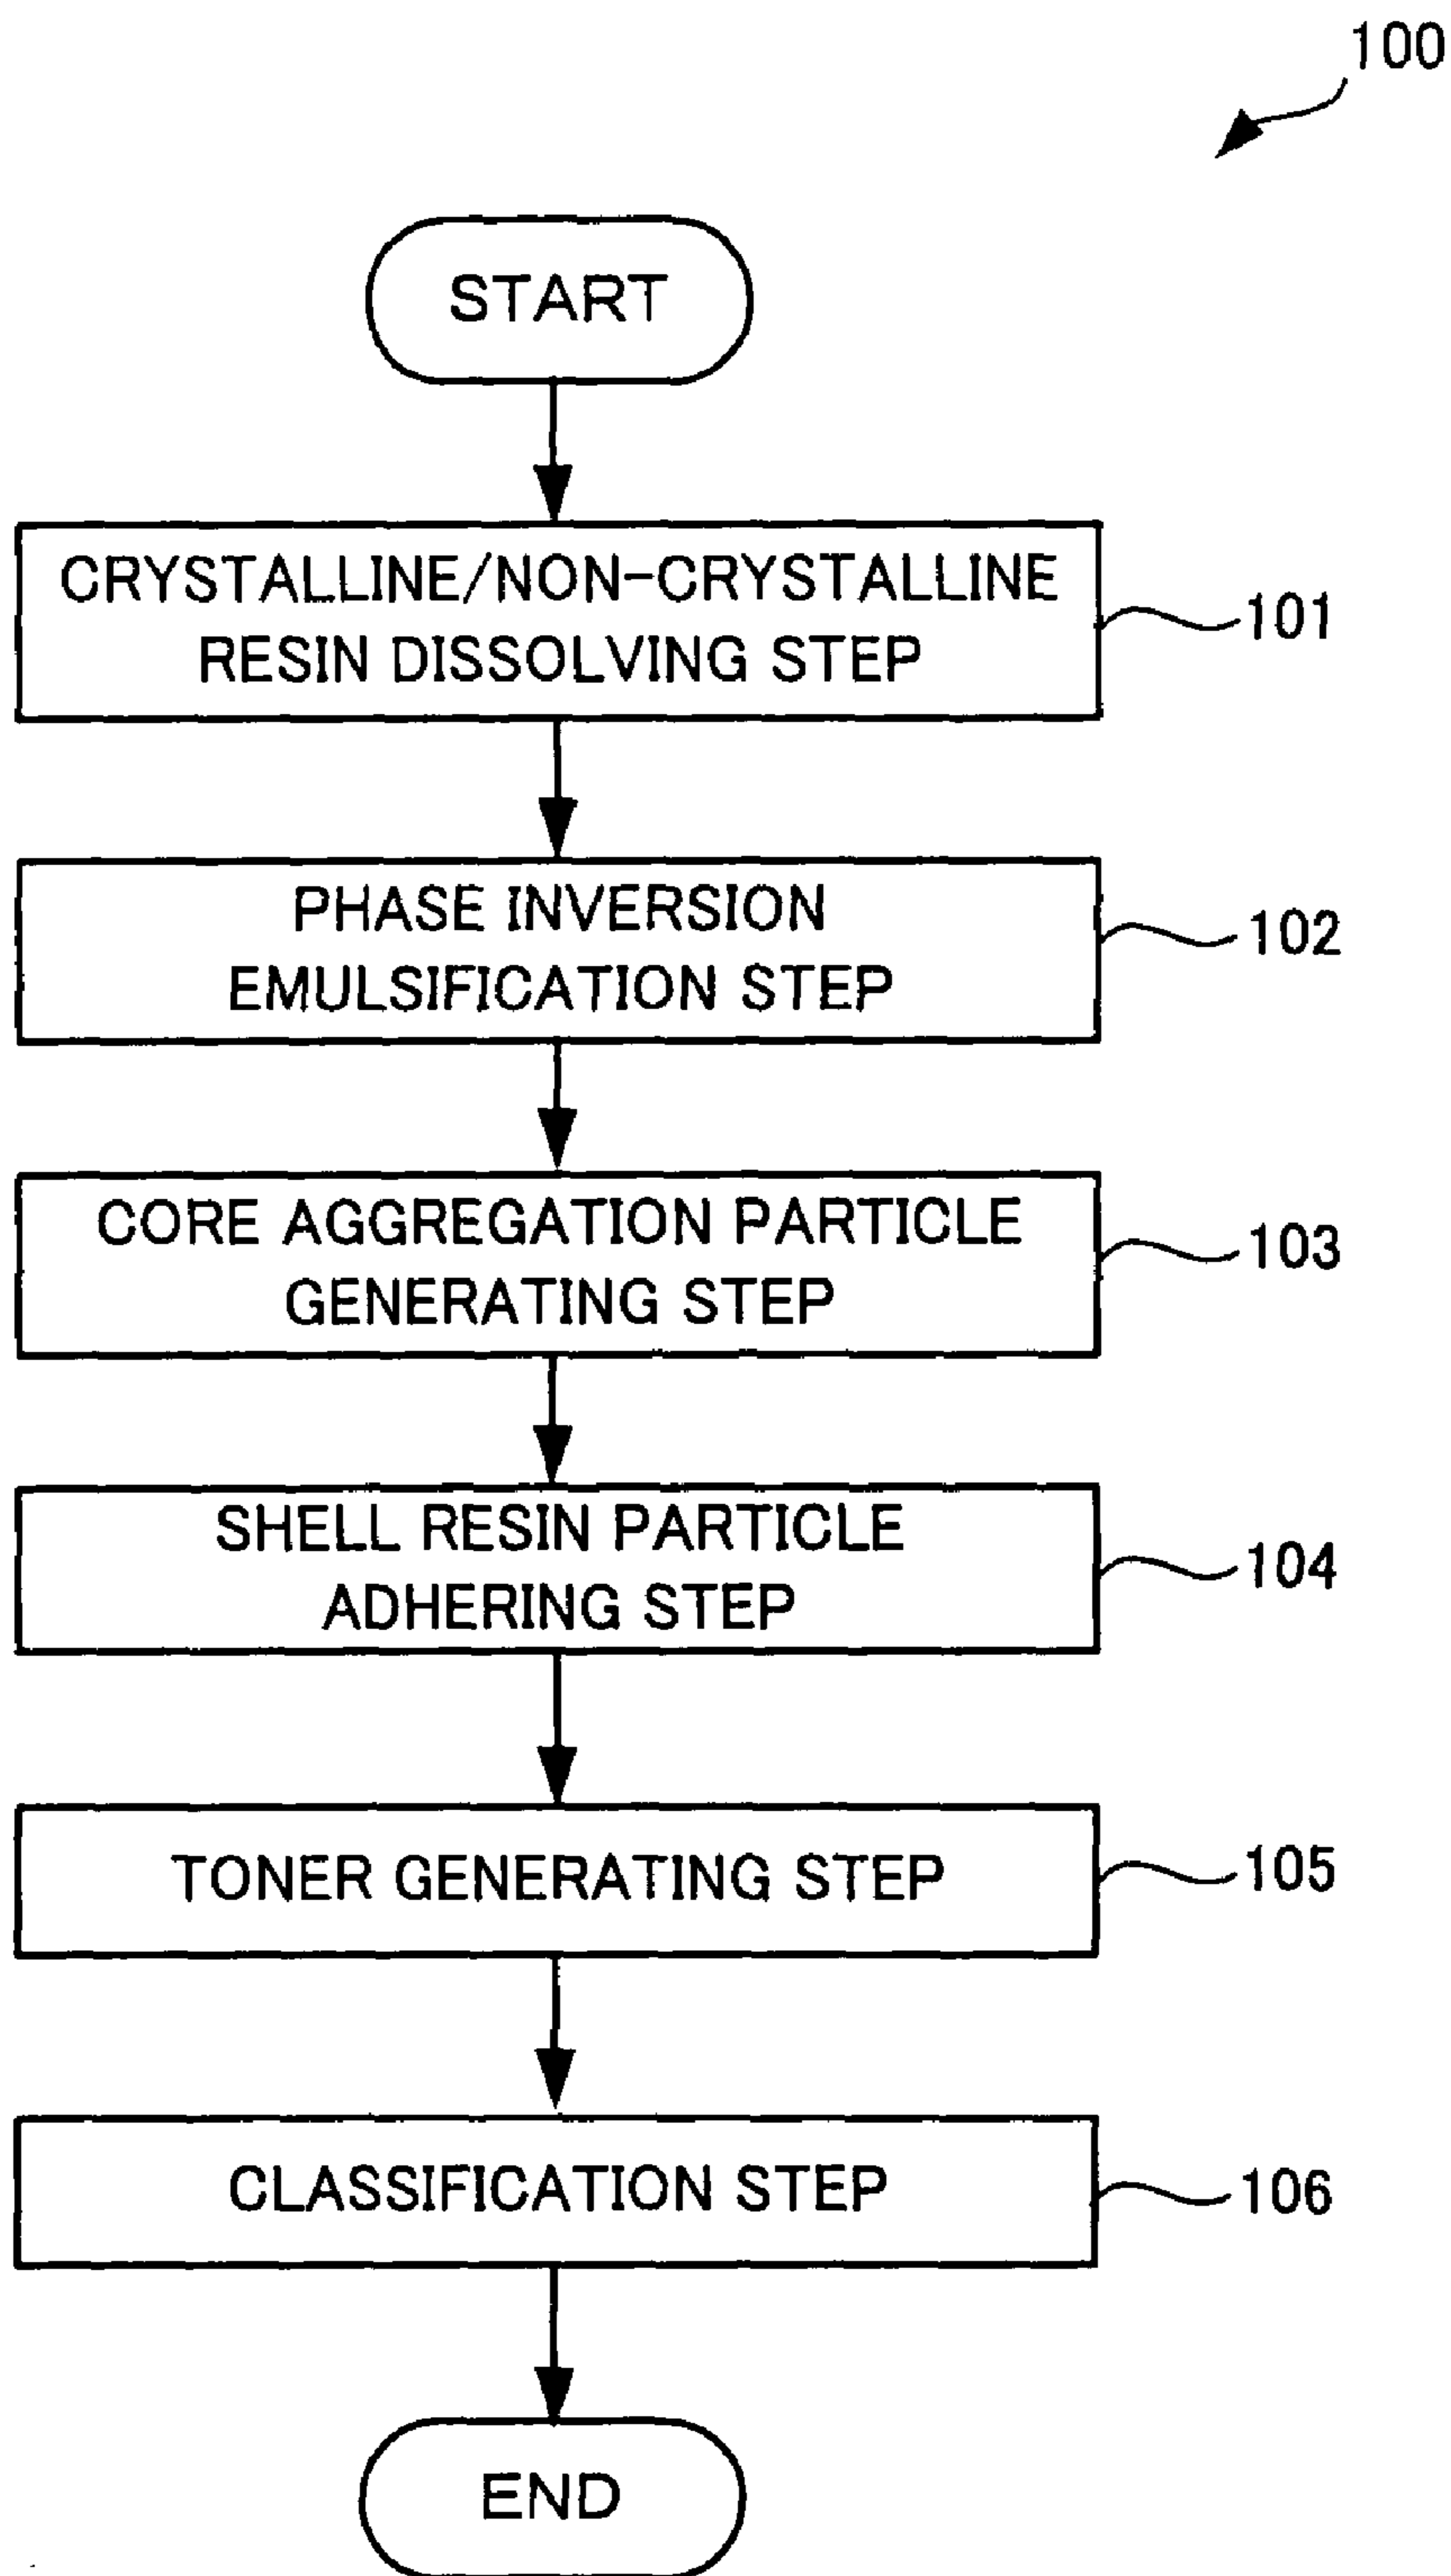 100
START
CRYSTALLINE/NON-CRYSTALLINE
RESIN DISSOLVING STEP
101
PHASE INVERSION
EMULSIFICATION STEP
102
CORE AGGREGATION PARTICLE
GENERATING STEP
103
SHELL RESIN PARTICLE
ADHERING STEP
104
TONER GENERATING STEP
105
CLASSIFICATION STEP
106
END